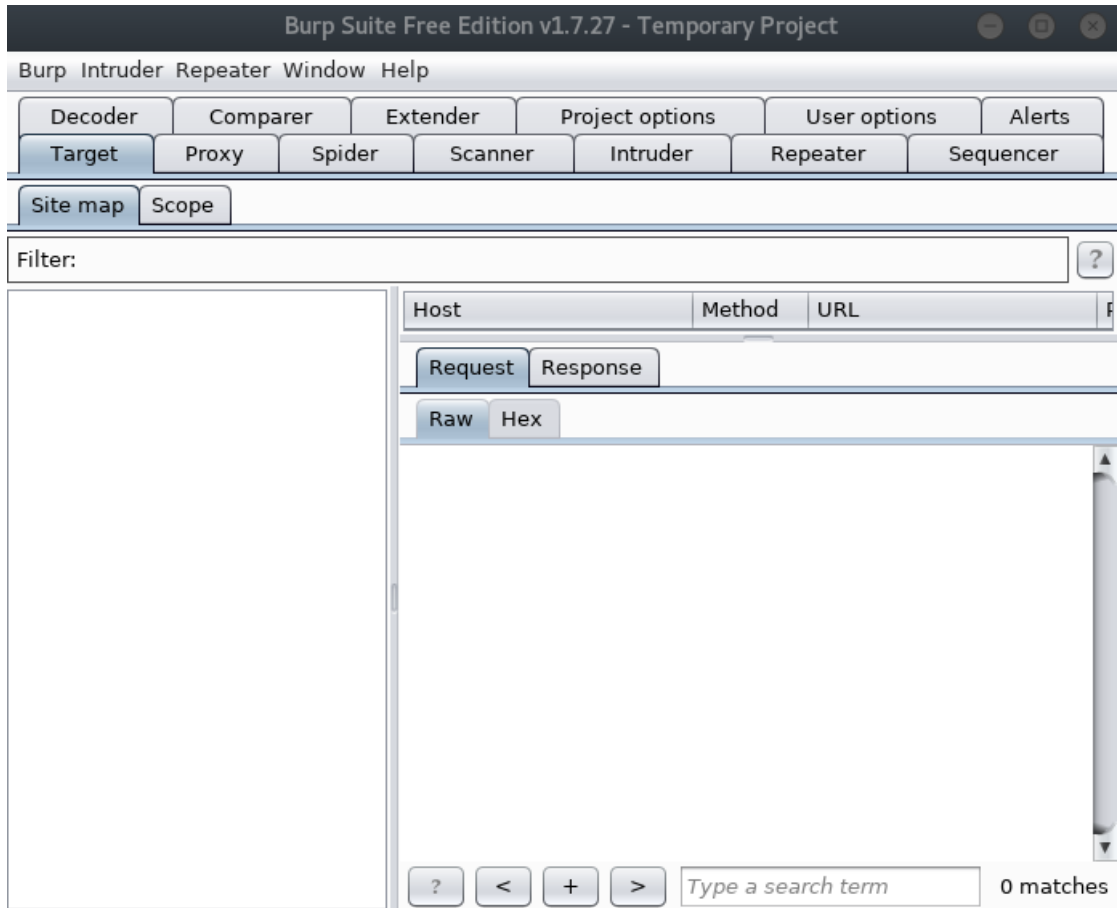 Burp Suite Free Edition v1.7.27 - Temporary Project
Burp Intruder Repeater Window Help
Decoder Comparer Extender Project options User options Alerts
Target Proxy Spider Scanner Intruder Repeater Sequencer
Site map Scope
Filter: ?
Host Method URL
Request Response
Raw Hex
? < + > Type a search term 0 matches